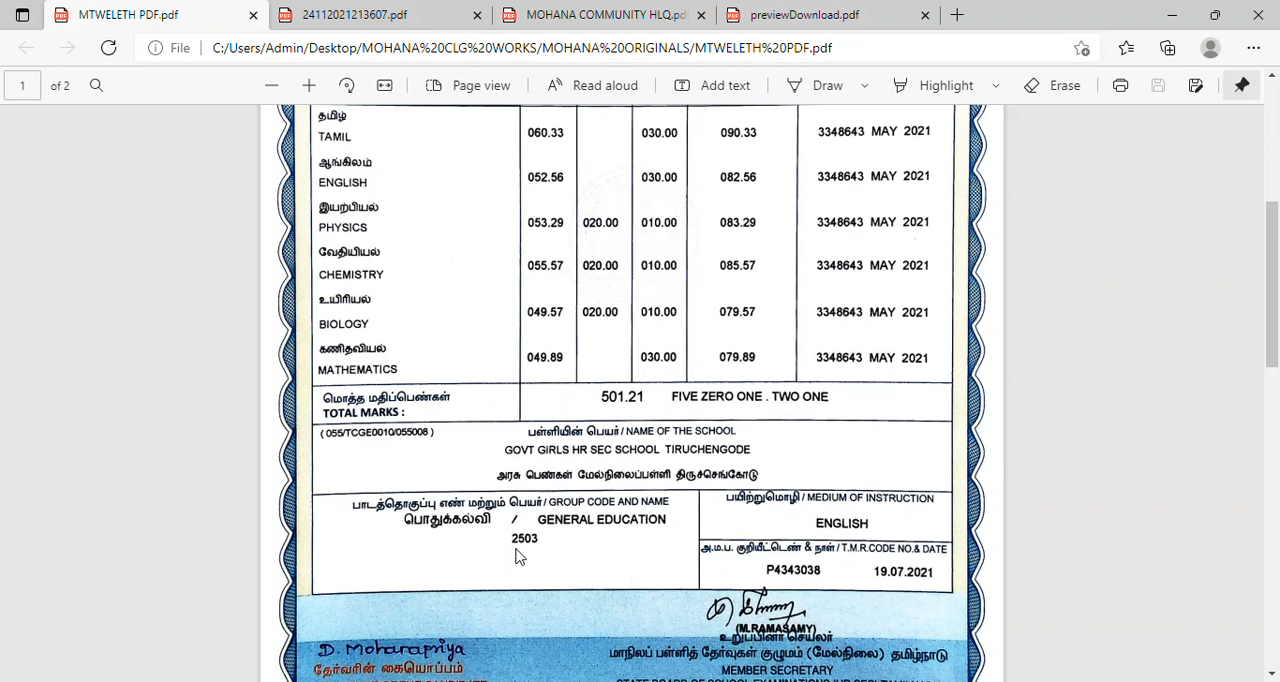 MTWELETH PDF.pdf
24112021213607.pdf
MOHANA COMMUNITY HLQ.pd
previewDownload.pdf
File C:/Users/Admin/Desktop/MOHANA%20CLG%20WORKS/MOHANA%20ORIGINALS/MTWELETH%20PDF.pdf
1 of 2 Page view Read aloud Add text Draw Highlight Erase
தமிழ்
TAMIL 060.33 030.00 090.33 3348643 MAY 2021
ஆங்கிலம்
ENGLISH 052.56 030.00 082.56 3348643 MAY 2021
இயற்பியல்
PHYSICS 053.29 020.00 010.00 083.29 3348643 MAY 2021
வேதியியல்
CHEMISTRY 055.57 020.00 010.00 085.57 3348643 MAY 2021
உயிரியல்
BIOLOGY 049.57 020.00 010.00 079.57 3348643 MAY 2021
கணிதவியல்
MATHEMATICS 049.89 030.00 079.89 3348643 MAY 2021
மொத்த மதிப்பெண்கள்
TOTAL MARKS : 501.21 FIVE ZERO ONE . TWO ONE
( 055/TCGE0010/055008 ) பள்ளியின் பெயர் / NAME OF THE SCHOOL
GOVT GIRLS HR SEC SCHOOL TIRUCHENGODE
அரசு பெண்கள் மேல்நிலைப்பள்ளி திருச்செங்கோடு
பாடத்தொகுப்பு எண் மற்றும் பெயர் / GROUP CODE AND NAME
பொதுக்கல்வி / GENERAL EDUCATION
2503
பயிற்றுமொழி / MEDIUM OF INSTRUCTION
ENGLISH
அ.ம.ப. குறியீட்டெண் & நாள் / T.M.R.CODE NO.& DATE
P4343038 19.07.2021
(M.RAMASAMY)
உறுப்பினர் செயலர்
மாநிலப் பள்ளித் தேர்வுகள் குழுமம் (மேல்நிலை) தமிழ்நாடு
MEMBER SECRETARY
D. Moharapriya
தேர்வரின் கையொப்பம்